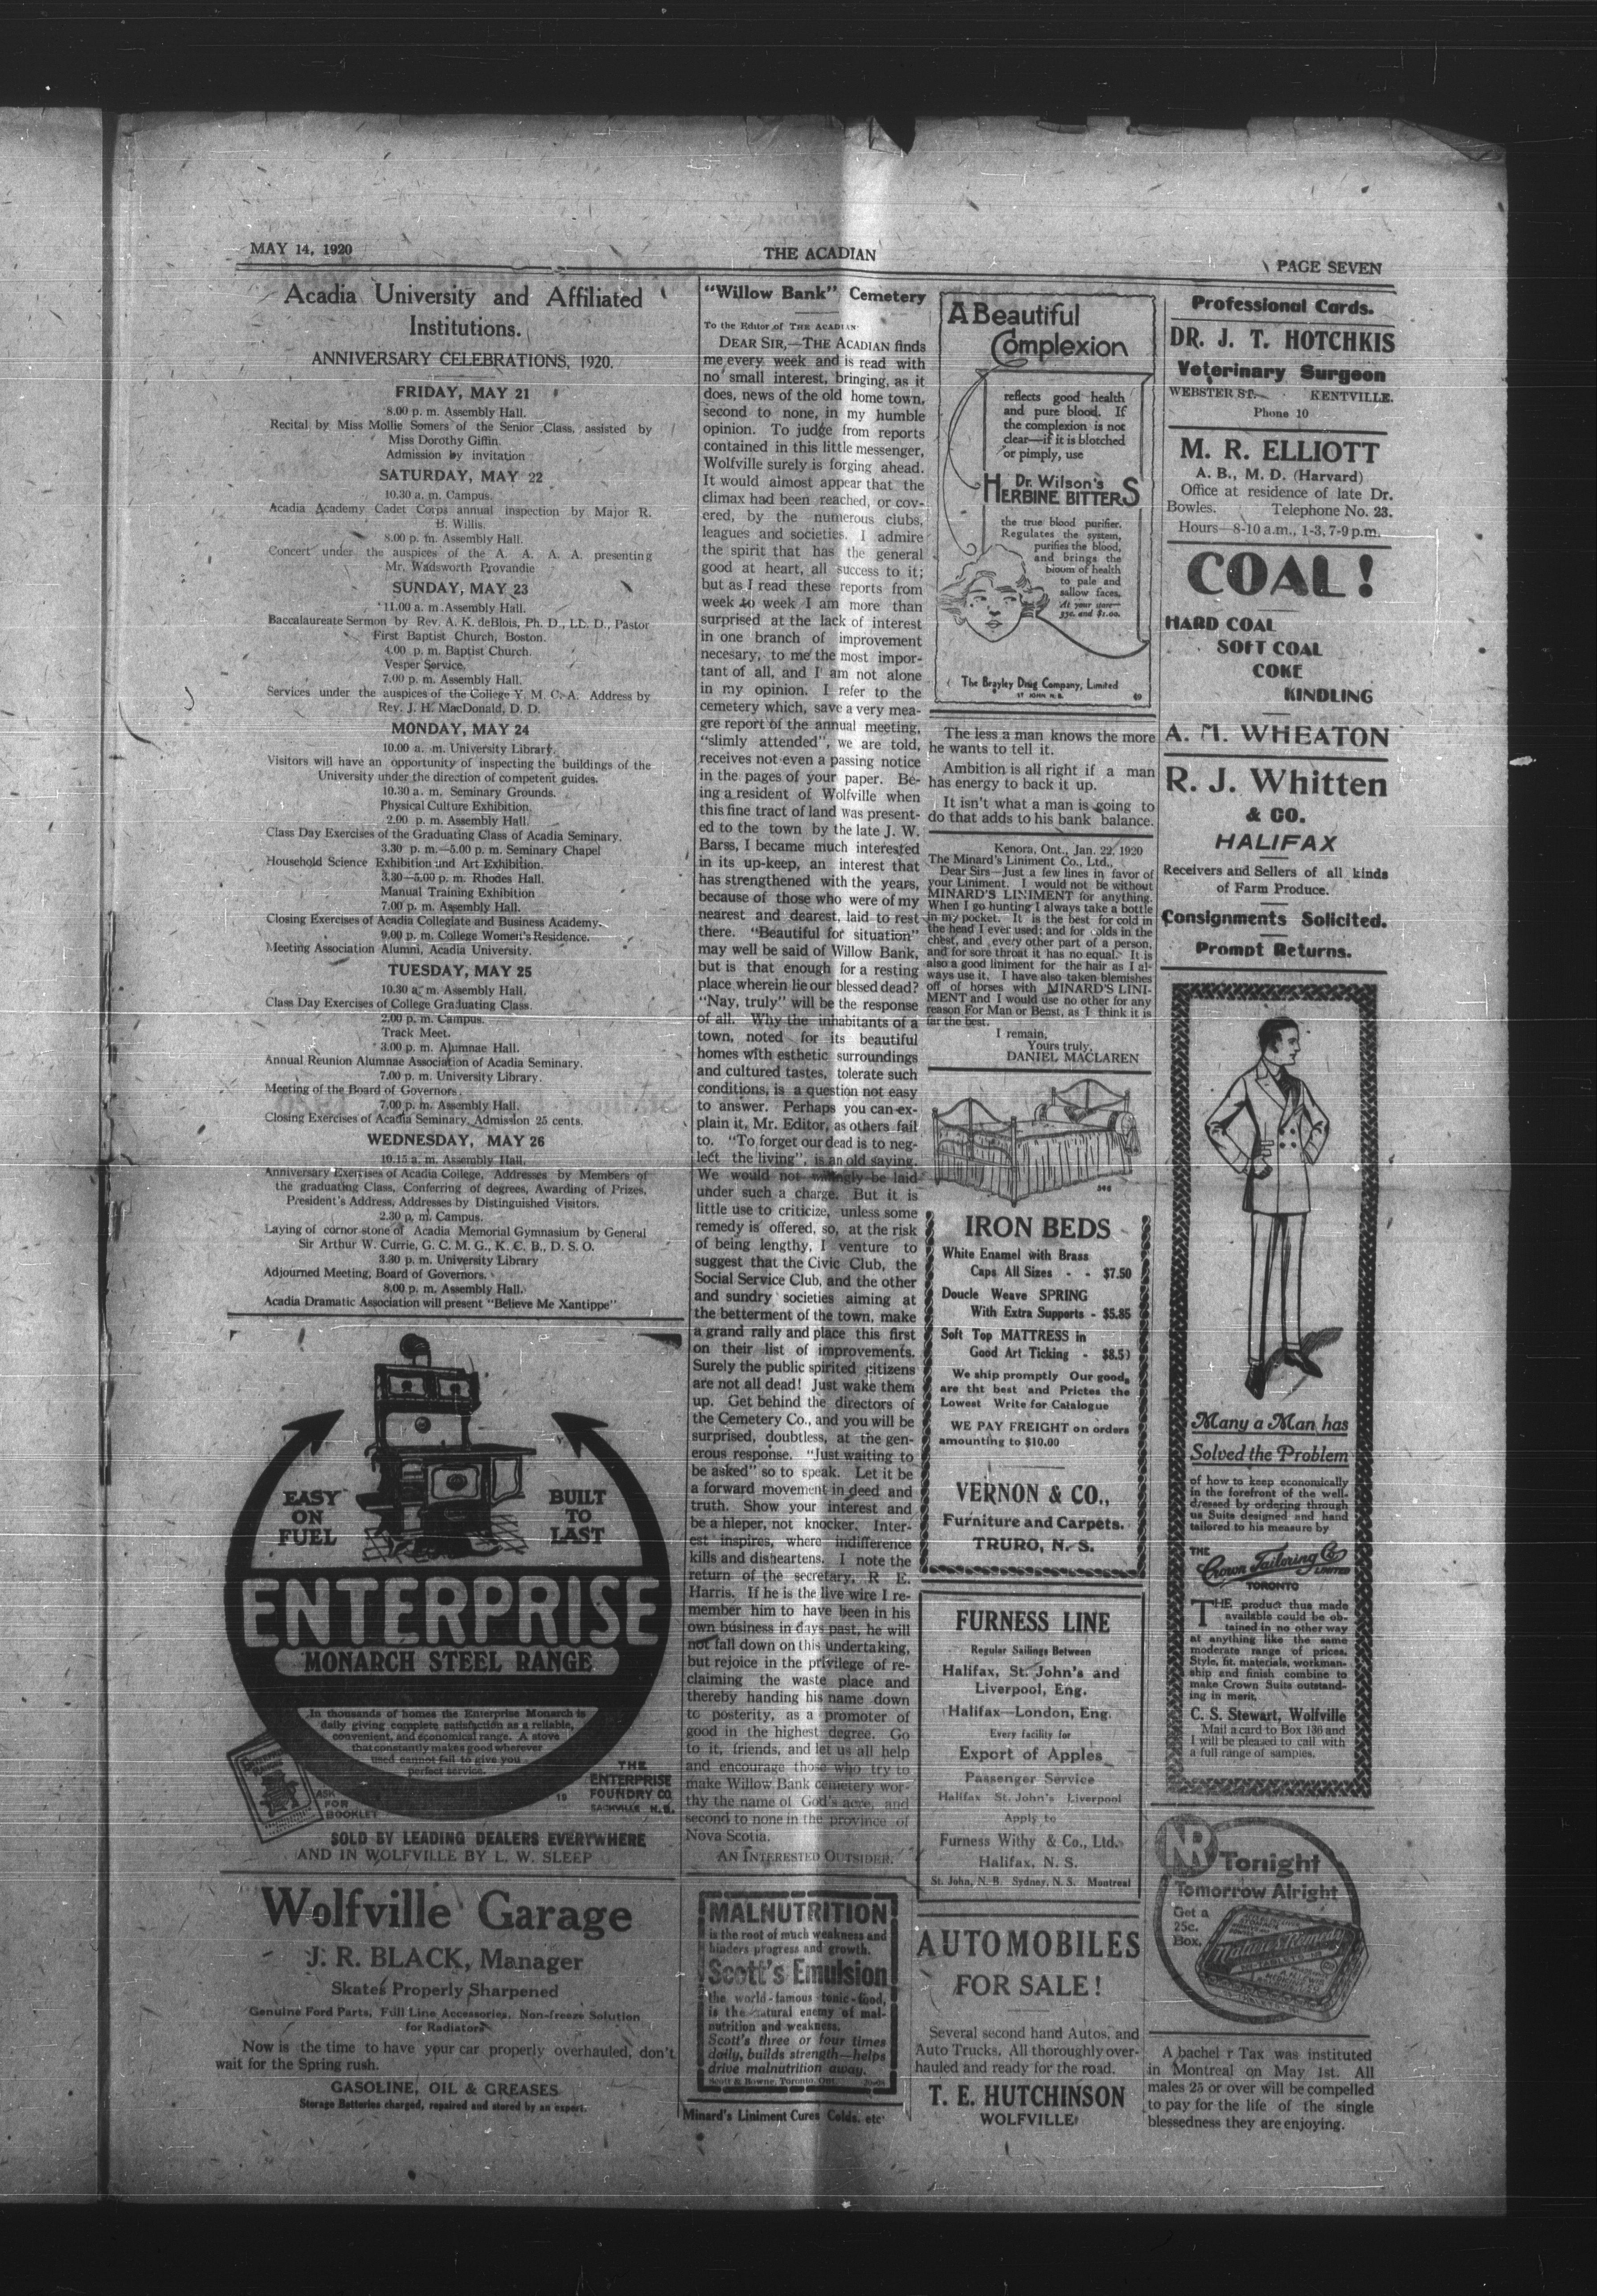 MAY 14, 1920
THE ACADIAN
PAGE SEVEN
Acadia University and Affiliated
Institutions.
ANNIVERSARY CELEBRATIONS, 1920.
FRIDAY, MAY 21
8.00 p. m. Assembly Hall.
Recital by Miss Mollie Somers of the Senior Class, assisted by
Miss Dorothy Giffin.
Admission by invitation
SATURDAY, MAY 22
10.30 a. m. Campus.
Acadia Academy Cadet Corps annual inspection by Major R.
B. Willis.
8.00 p. m. Assembly Hall.
Concert under the auspices of the A. A. A. A. presenting
Mr. Wadsworth Provandie
SUNDAY, MAY 23
11.00 a. m. Assembly Hall.
Baccalaureate Sermon by Rev. A. K. deBlois, Ph. D., LL. D., Pastor
First Baptist Church, Boston.
4.00 p. m. Baptist Church.
Vesper Service.
7.00 p. m. Assembly Hall.
Services under the auspices of the College Y. M. C. A. Address by
Rev. J. H. MacDonald, D. D.
MONDAY, MAY 24
10.00 a. m. University Library.
Visitors will have an opportunity of inspecting the buildings of the
University under the direction of competent guides.
10.30 a. m. Seminary Grounds.
Physical Culture Exhibition.
2.00 p. m. Assembly Hall.
Class Day Exercises of the Graduating Class of Acadia Seminary.
3.30 p. m.—5.00 p. m. Seminary Chapel
Household Science Exhibition and Art Exhibition.
3.30—5.00 p. m. Rhodes Hall.
Manual Training Exhibition
7.00 p. m. Assembly Hall.
Closing Exercises of Acadia Collegiate and Business Academy.
9.00 p. m. College Women's Residence.
Meeting Association Alumni, Acadia University.
TUESDAY, MAY 25
10.30 a. m. Assembly Hall.
Class Day Exercises of College Graduating Class.
2.00 p. m. Campus.
Track Meet.
3.00 p. m. Alumnae Hall.
Annual Reunion Alumnae Association of Acadia Seminary.
7.00 p. m. University Library.
Meeting of the Board of Governors.
7.00 p. m. Assembly Hall.
Closing Exercises of Acadia Seminary, Admission 25 cents.
WEDNESDAY, MAY 26
10.15 a. m. Assembly Hall.
Anniversary Exercises of Acadia College, Addresses by Members of
the graduating Class, Conferring of degrees, Awarding of Prizes,
President's Address, Addresses by Distinguished Visitors.
2.30 p. m. Campus.
Laying of cornor stone of Acadia Memorial Gymnasium by General
Sir Arthur W. Currie, G. C. M. G., K. C. B., D. S. O.
3.30 p. m. University Library
Adjourned Meeting, Board of Governors.
8.00 p. m. Assembly Hall.
Acadia Dramatic Association will present "Believe Me Xantippe"
EASY
ON
FUEL
BUILT
TO
LAST
ENTERPRISE
MONARCH STEEL RANGE
In thousands of homes the Enterprise Monarch is
daily giving complete satisfaction as a reliable,
convenient, and economical range. A stove
that constantly makes good wherever
used cannot fail to give you
perfect service.
ASK
FOR
BOOKLET
19
THE
ENTERPRISE
FOUNDRY CO
SACKVILLE N.B.
SOLD BY LEADING DEALERS EVERYWHERE
AND IN WOLFVILLE BY L. W. SLEEP
Wolfville Garage
J. R. BLACK, Manager
Skates Properly Sharpened
Genuine Ford Parts, Full Line Accessories, Non-freeze Solution
for Radiators
Now is the time to have your car properly overhauled, don't
wait for the Spring rush.
GASOLINE, OIL & GREASES
Storage Batteries charged, repaired and stored by an expert.
"Willow Bank" Cemetery
To the Editor of THE ACADIAN
DEAR SIR,—THE ACADIAN finds
me every week and is read with
no small interest, bringing, as it
does, news of the old home town,
second to none, in my humble
opinion. To judge from reports
contained in this little messenger,
Wolfville surely is forging ahead.
It would almost appear that the
climax had been reached, or cov-
ered, by the numerous clubs,
leagues and societies. I admire
the spirit that has the general
good at heart, all success to it;
but as I read these reports from
week to week I am more than
surprised at the lack of interest
in one branch of improvement
necesary, to me the most impor-
tant of all, and I am not alone
in my opinion. I refer to the
cemetery which, save a very mea-
gre report of the annual meeting,
"slimly attended", we are told,
receives not even a passing notice
in the pages of your paper. Be-
ing a resident of Wolfville when
this fine tract of land was present-
ed to the town by the late J. W.
Barss, I became much interested
in its up-keep, an interest that
has strengthened with the years,
because of those who were of my
nearest and dearest, laid to rest
there. "Beautiful for situation"
may well be said of Willow Bank,
but is that enough for a resting
place wherein lie our blessed dead?
"Nay, truly" will be the response
of all. Why the inhabitants of a
town, noted for its beautiful
homes with esthetic surroundings
and cultured tastes, tolerate such
conditions, is a question not easy
to answer. Perhaps you can ex-
plain it, Mr. Editor, as others fail
to. "To forget our dead is to neg-
lect the living", is an old saying.
We would not willingly be laid
under such a charge. But it is
little use to criticize, unless some
remedy is offered, so, at the risk
of being lengthy, I venture to
suggest that the Civic Club, the
Social Service Club, and the other
and sundry societies aiming at
the betterment of the town, make
a grand rally and place this first
on their list of improvements.
Surely the public spirited citizens
are not all dead! Just wake them
up. Get behind the directors of
the Cemetery Co., and you will be
surprised, doubtless, at the gen-
erous response. "Just waiting to
be asked" so to speak. Let it be
a forward movement in deed and
truth. Show your interest and
be a hleper, not knocker. Inter-
est inspires, where indifference
kills and disheartens. I note the
return of the secretary, R E.
Harris. If he is the live wire I re-
member him to have been in his
own business in days past, he will
not fall down on this undertaking,
but rejoice in the privilege of re-
claiming the waste place and
thereby handing his name down
to posterity, as a promoter of
good in the highest degree. Go
to it, friends, and let us all help
and encourage those who try to
make Willow Bank cemetery wor-
thy the name of God's acre, and
second to none in the province of
Nova Scotia.
AN INTERESTED OUTSIDER.
MALNUTRITION
is the root of much weakness and
hinders progress and growth.
Scott's Emulsion
the world-famous tonic-food,
is the natural enemy of mal-
nutrition and weakness.
Scott's three or four times
daily, builds strength—helps
drive malnutrition away.
Scott & Bowne, Toronto, Ont.
Minard's Liniment Cures Colds, etc
A Beautiful
Complexion
reflects good health
and pure blood. If
the complexion is not
clear—if it is blotched
or pimply, use
Dr. Wilson's
HERBINE BITTERS
the true blood purifier.
Regulates the system,
purifies the blood,
and brings the
bloom of health
to pale and
sallow faces.
At your store—
35c. and $1.00.
The Brayley Drug Company, Limited
ST JOHN N.B.
The less a man knows the more
he wants to tell it.
Ambition is all right if a man
has energy to back it up.
It isn't what a man is going to
do that adds to his bank balance.
Kenora, Ont., Jan. 22, 1920
The Minard's Liniment Co., Ltd.,
Dear Sirs—Just a few lines in favor of
your Liniment. I would not be without
MINARD'S LINIMENT for anything.
When I go hunting I always take a bottle
in my pocket. It is the best for cold in
the head I ever used; and for colds in the
chest, and every other part of a person,
and for sore throat it has no equal. It is
also a good liniment for the hair as I al-
ways use it. I have also taken blemishes
off of horses with MINARD'S LINI-
MENT and I would use no other for any
reason For Man or Beast, as I think it is
far the best.
I remain,
Yours truly,
DANIEL MACLAREN
IRON BEDS
White Enamel with Brass
Caps All Sizes - - $7.50
Doucle Weave SPRING
With Extra Supports - $5.85
Soft Top MATTRESS in
Good Art Ticking - $8.5)
We ship promptly Our good,
are tht best and Prictes the
Lowest Write for Catalogue
WE PAY FREIGHT on orders
amounting to $10.00
VERNON & CO.,
Furniture and Carpets.
TRURO, N. S.
FURNESS LINE
Regular Sailings Between
Halifax, St. John's and
Liverpool, Eng.
Halifax—London, Eng.
Every facility for
Export of Apples
Passenger Service
Halifax St. John's Liverpool
Apply to
Furness Withy & Co., Ltd.
Halifax, N. S.
St. John, N. B. Sydney, N. S. Montreal
AUTOMOBILES
FOR SALE!
Several second hand Autos, and
Auto Trucks. All thoroughly over-
hauled and ready for the road.
T. E. HUTCHINSON
WOLFVILLE
Professional Cards.
DR. J. T. HOTCHKIS
Veterinary Surgeon
WEBSTER ST. KENTVILLE.
Phone 10
M. R. ELLIOTT
A. B., M. D. (Harvard)
Office at residence of late Dr.
Bowles. Telephone No. 23.
Hours—8-10 a.m., 1-3, 7-9 p.m.
COAL!
HARD COAL
SOFT COAL
COKE
KINDLING
A. M. WHEATON
R. J. Whitten
& CO.
HALIFAX
Receivers and Sellers of all kinds
of Farm Produce.
Consignments Solicited.
Prompt Returns.
Many a Man has
Solved the Problem
of how to keep economically
in the forefront of the well-
dressed by ordering through
us Suits designed and hand
tailored to his measure by
THE
Crown Tailoring Co.
LIMITED
TORONTO
THE product thus made
available could be ob-
tained in no other way
at anything like the same
moderate range of prices.
Style, fit, materials, workman-
ship and finish combine to
make Crown Suits outstand-
ing in merit.
C. S. Stewart, Wolfville
Mail a card to Box 136 and
I will be pleased to call with
a full range of samples.
NR Tonight
Tomorrow Alright
Get a
25c.
Box.
Nature's Remedy
A bachel r Tax was instituted
in Montreal on May 1st. All
males 25 or over will be compelled
to pay for the life of the single
blessedness they are enjoying.